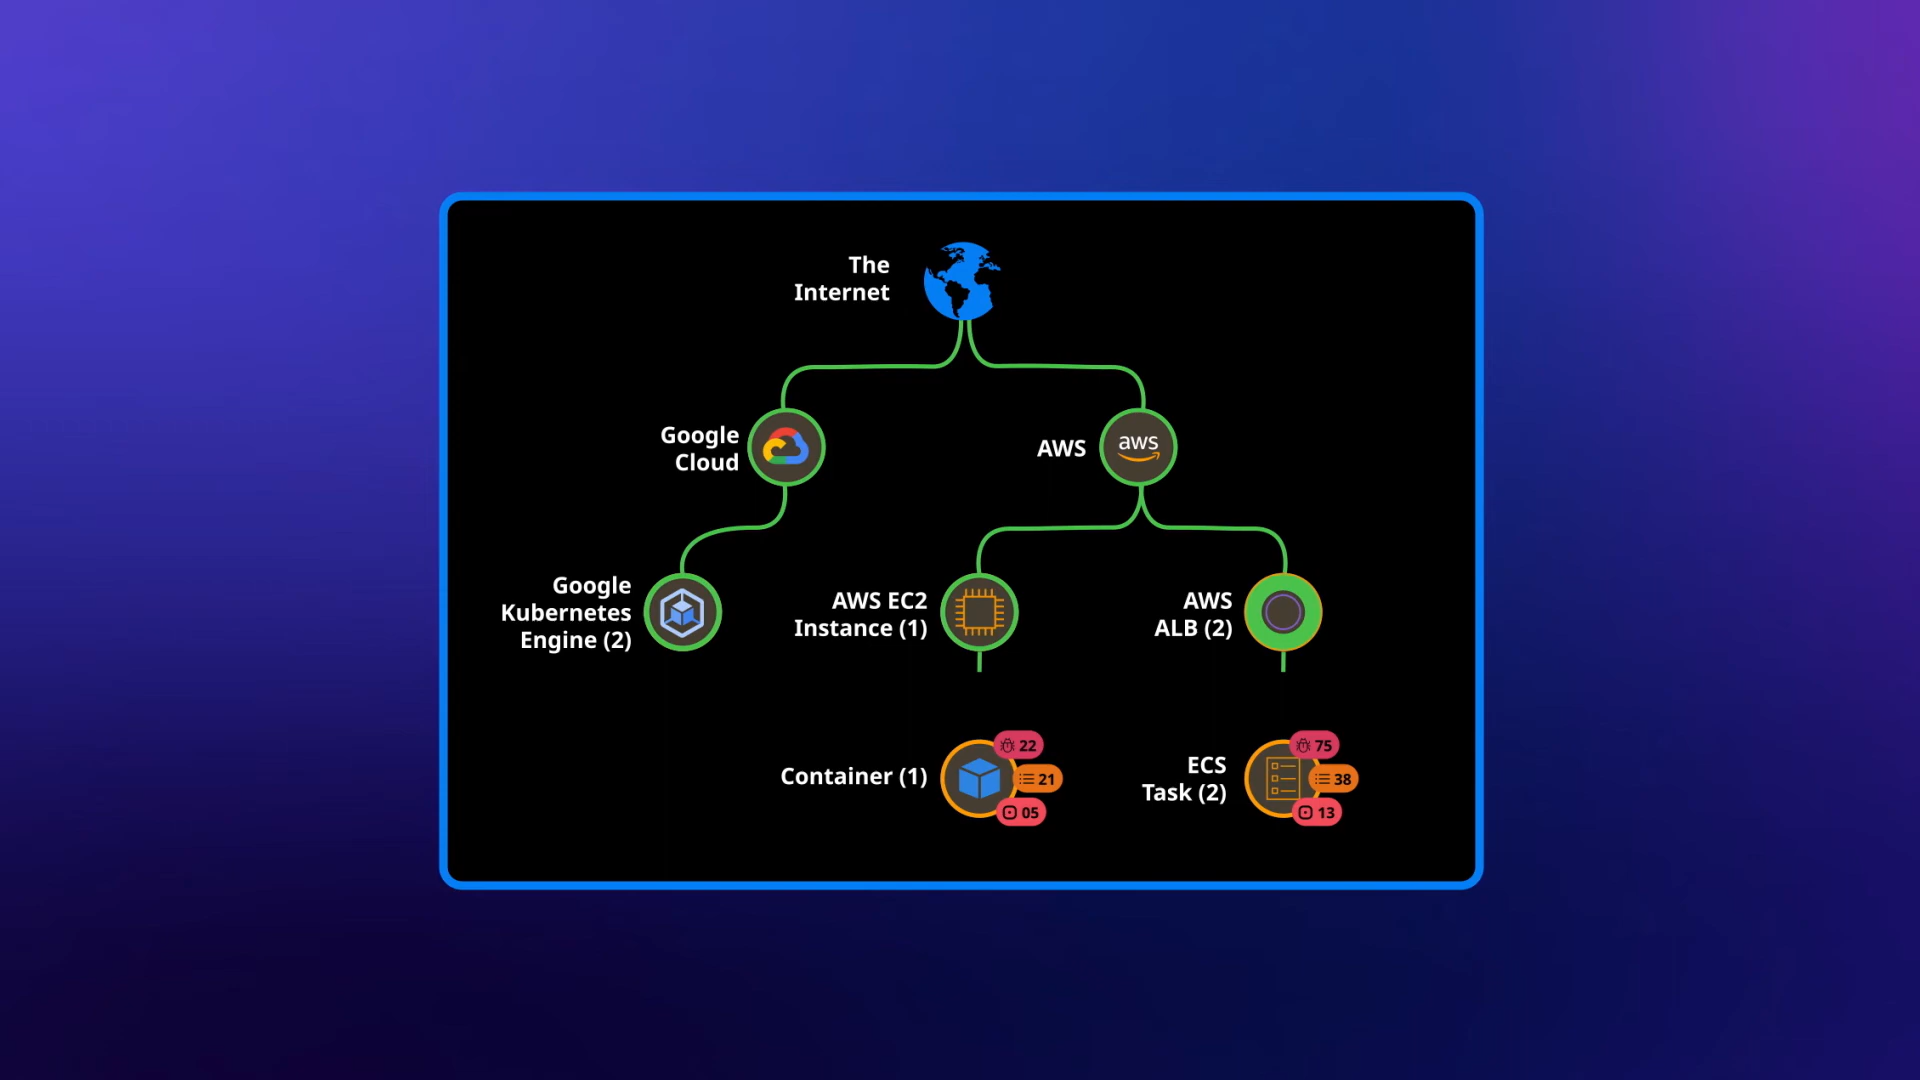 The
Internet
Google
Cloud
AWS
aws
Google
Kubernetes
Engine (2)
AWS EC2
Instance (1)
AWS
ALB (2)
Container (1)
22
21
05
ECS
Task (2)
75
38
13